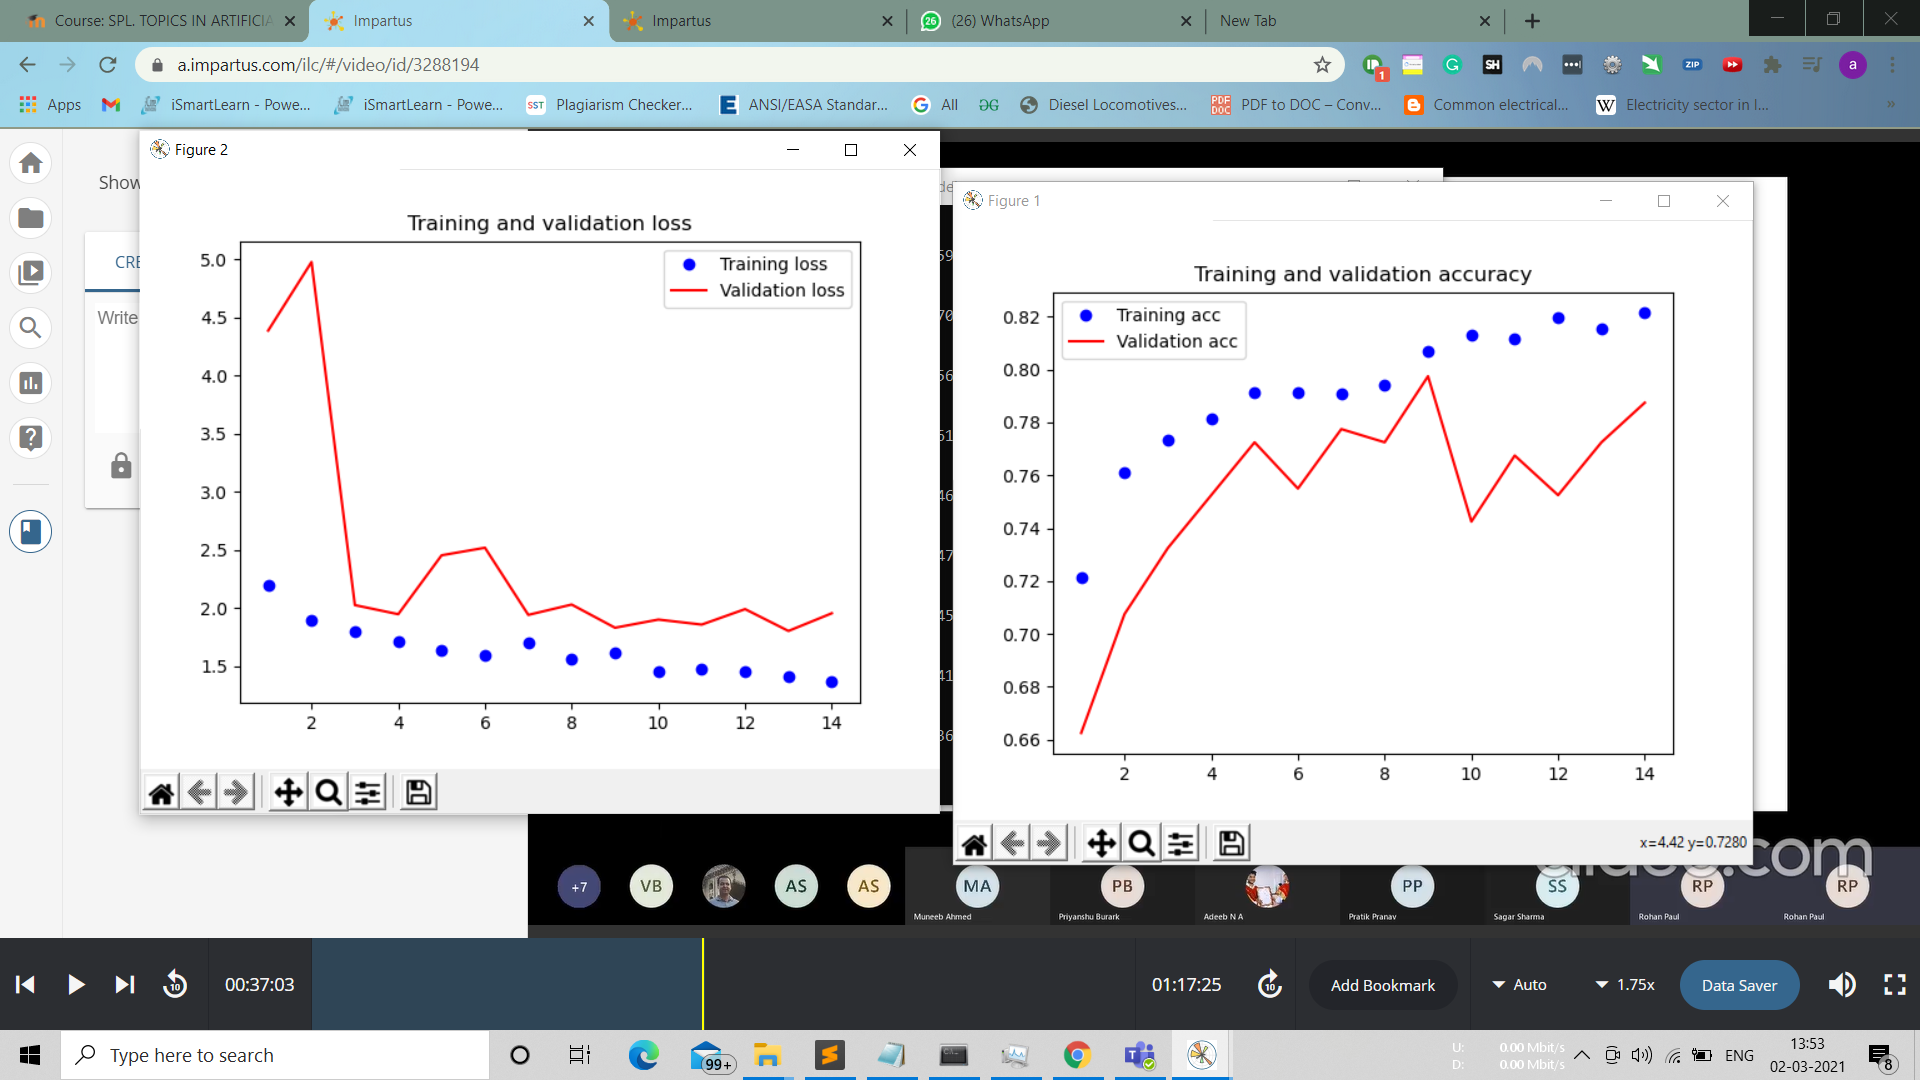 Course: SPL. TOPICS IN ARTIFICIA
Impartus
Impartus
(26) WhatsApp
New Tab
a.impartus.com/ilc/#/video/id/3288194
Apps
iSmartLearn - Powe...
iSmartLearn - Powe...
Plagiarism Checker...
ANSI/EASA Standar...
All
Diesel Locomotives...
PDF to DOC – Conv...
Common electrical...
Electricity sector in I...
Show
CRE
Write
Figure 2
Training and validation loss
Training loss
Validation loss
5.0
4.5
4.0
3.5
3.0
2.5
2.0
1.5
2 4 6 8 10 12 14
Figure 1
Training and validation accuracy
Training acc
Validation acc
0.82
0.80
0.78
0.76
0.74
0.72
0.70
0.68
0.66
2 4 6 8 10 12 14
x=4.42 y=0.7280
+7
VB
AS
AS
MA
Muneeb Ahmed
PB
Priyanshu Burark
Adeeb N A
PP
Pratik Pranav
SS
Sagar Sharma
RP
Rohan Paul
RP
Rohan Paul
00:37:03
01:17:25
Add Bookmark
Auto
1.75x
Data Saver
Type here to search
99+
U: 0.00 Mbit/s
D: 0.00 Mbit/s
ENG
13:53
02-03-2021
8